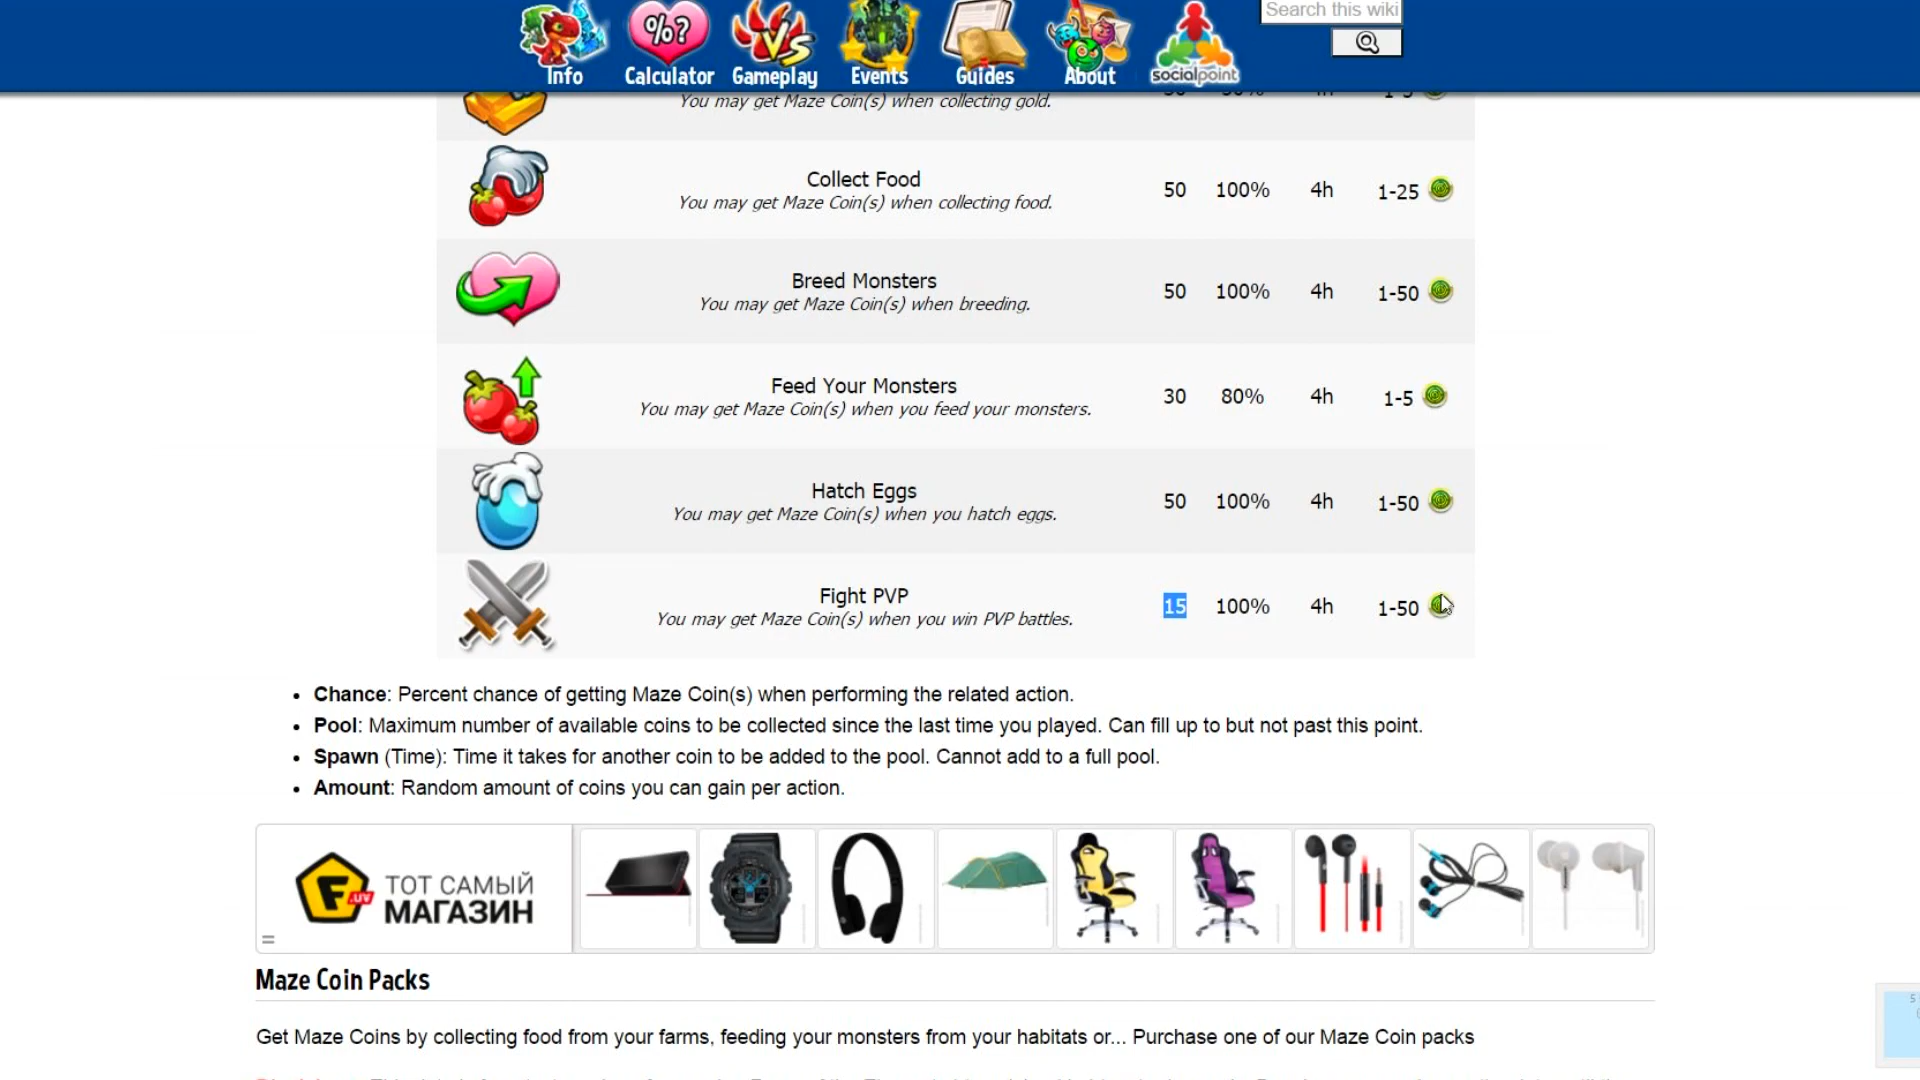 Search this wiki
%?
VS
Info
Calculator
Gameplay
Events
Guides
About
socialpoint
You may get Maze Coin(s) when collecting gold.
Collect Food
You may get Maze Coin(s) when collecting food.
50 100% 4h 1-25
Breed Monsters
You may get Maze Coin(s) when breeding.
50 100% 4h 1-50
Feed Your Monsters
You may get Maze Coin(s) when you feed your monsters.
30 80% 4h 1-5
Hatch Eggs
You may get Maze Coin(s) when you hatch eggs.
50 100% 4h 1-50
Fight PVP
You may get Maze Coin(s) when you win PVP battles.
15 100% 4h 1-50
• Chance: Percent chance of getting Maze Coin(s) when performing the related action.
• Pool: Maximum number of available coins to be collected since the last time you played. Can fill up to but not past this point.
• Spawn (Time): Time it takes for another coin to be added to the pool. Cannot add to a full pool.
• Amount: Random amount of coins you can gain per action.
F.ua
ТОТ САМЫЙ
МАГАЗИН
Maze Coin Packs
Get Maze Coins by collecting food from your farms, feeding your monsters from your habitats or... Purchase one of our Maze Coin packs